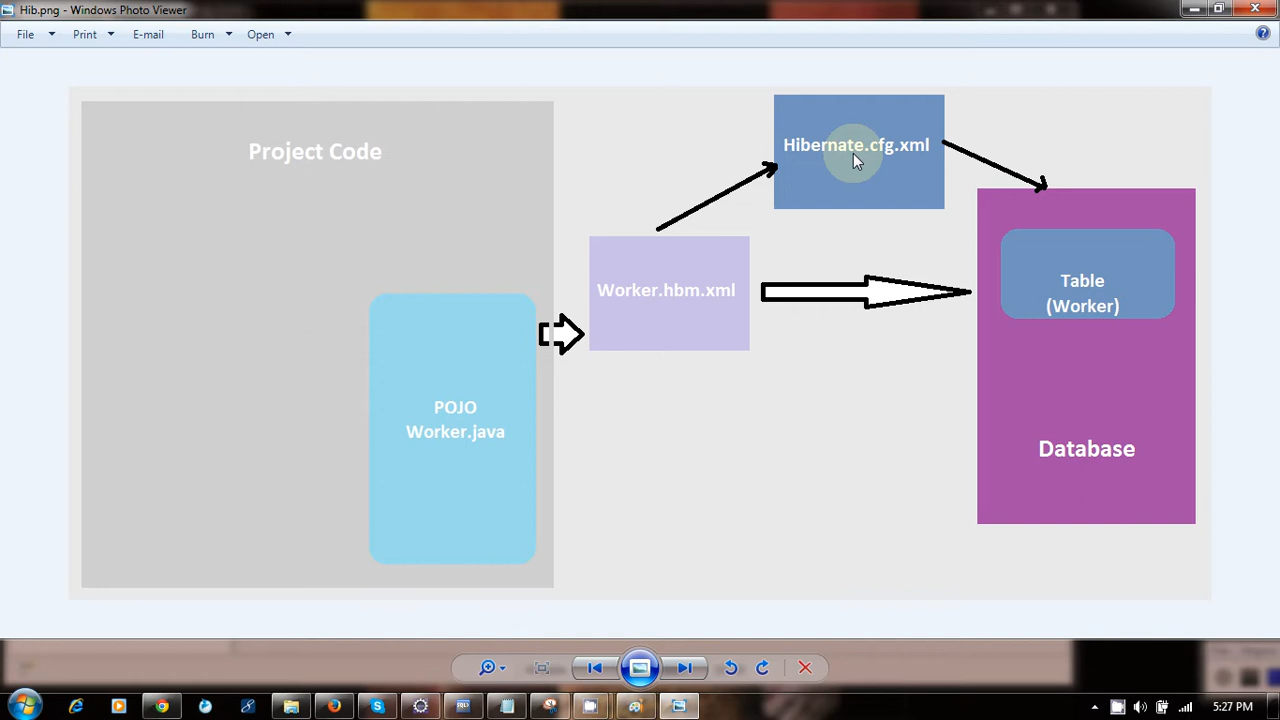 Hib.png - Windows Photo Viewer
File Print E-mail Burn Open
Project Code
Hibernate.cfg.xml
Worker.hbm.xml
Table
(Worker)
POJO
Worker.java
Database
5:27 PM